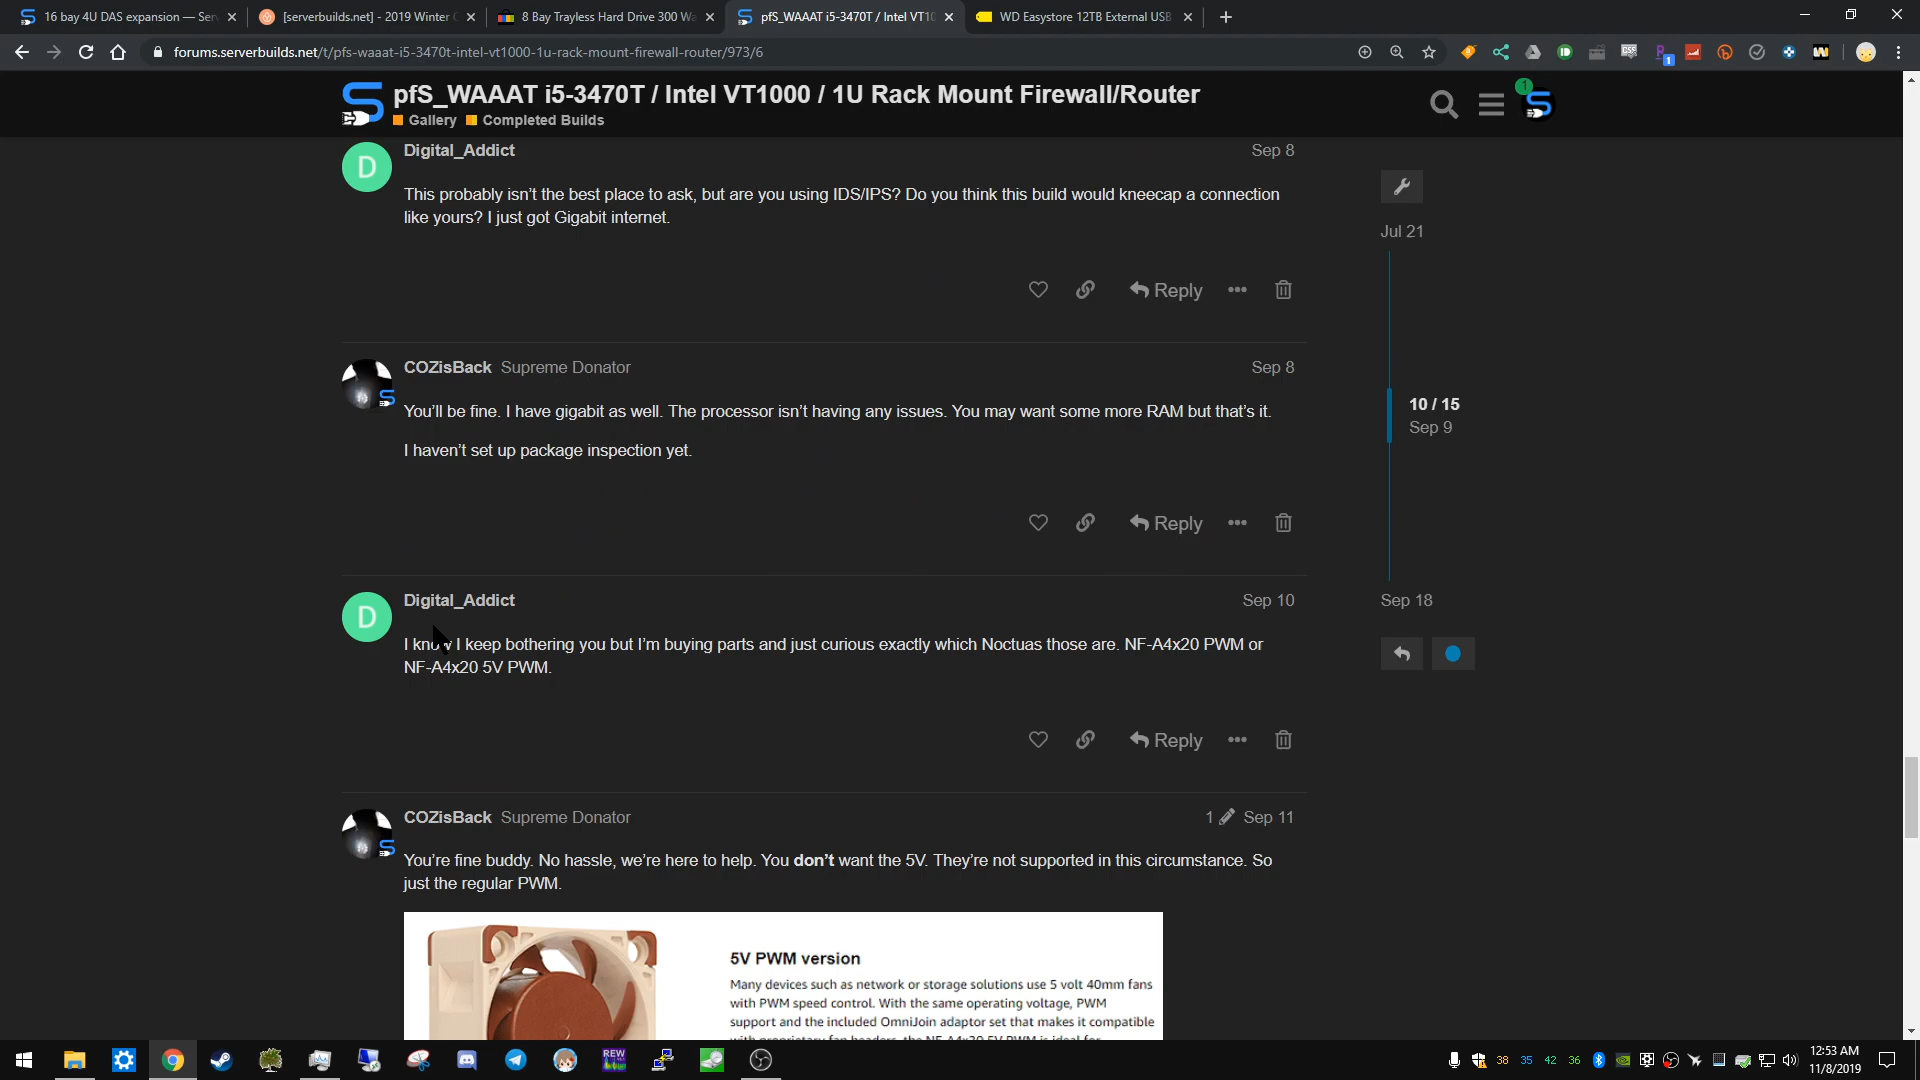 16 bay 4U DAS expansion — Ser
[serverbuilds.net] - 2019 Winter C
8 Bay Trayless Hard Drive 300 Wa
pfS_WAAAT i5-3470T / Intel VT10
WD Easystore 12TB External USB
forums.serverbuilds.net/t/pfs-waaat-i5-3470t-intel-vt1000-1u-rack-mount-firewall-router/973/6
pfS_WAAAT i5-3470T / Intel VT1000 / 1U Rack Mount Firewall/Router
Gallery Completed Builds
1
Digital_Addict Sep 8
This probably isn't the best place to ask, but are you using IDS/IPS? Do you think this build would kneecap a connection
like yours? I just got Gigabit internet.
Reply
COZisBack Supreme Donator Sep 8
You'll be fine. I have gigabit as well. The processor isn't having any issues. You may want some more RAM but that's it.
I haven't set up package inspection yet.
Reply
Digital_Addict Sep 10
I know I keep bothering you but I'm buying parts and just curious exactly which Noctuas those are. NF-A4x20 PWM or
NF-A4x20 5V PWM.
Reply
COZisBack Supreme Donator 1 Sep 11
You're fine buddy. No hassle, we're here to help. You don't want the 5V. They're not supported in this circumstance. So
just the regular PWM.
5V PWM version
Many devices such as network or storage solutions use 5 volt 40mm fans
with PWM speed control. With the same operating voltage, PWM
support and the included OmniJoin adaptor set that makes it compatible
Jul 21
10 / 15
Sep 9
Sep 18
D
D
REW
38 35 42 36
12:53 AM
11/8/2019